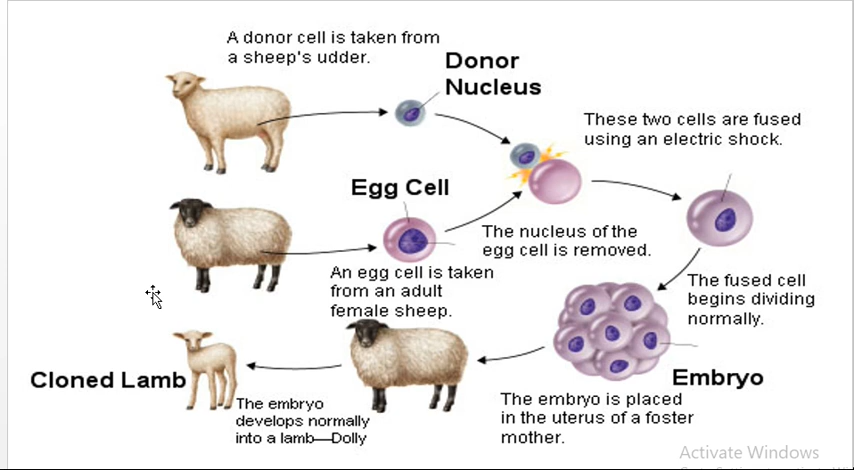 A donor cell is taken from
a sheep's udder.
Donor
Nucleus
These two cells are fused
using an electric shock.
Egg Cell
The nucleus of the
egg cell is removed.
An egg cell is taken
from an adult
female sheep.
The fused cell
begins dividing
normally.
Embryo
The embryo is placed
in the uterus of a foster
mother.
Cloned Lamb
The embryo
develops normally
into a lamb—Dolly
Activate Windows